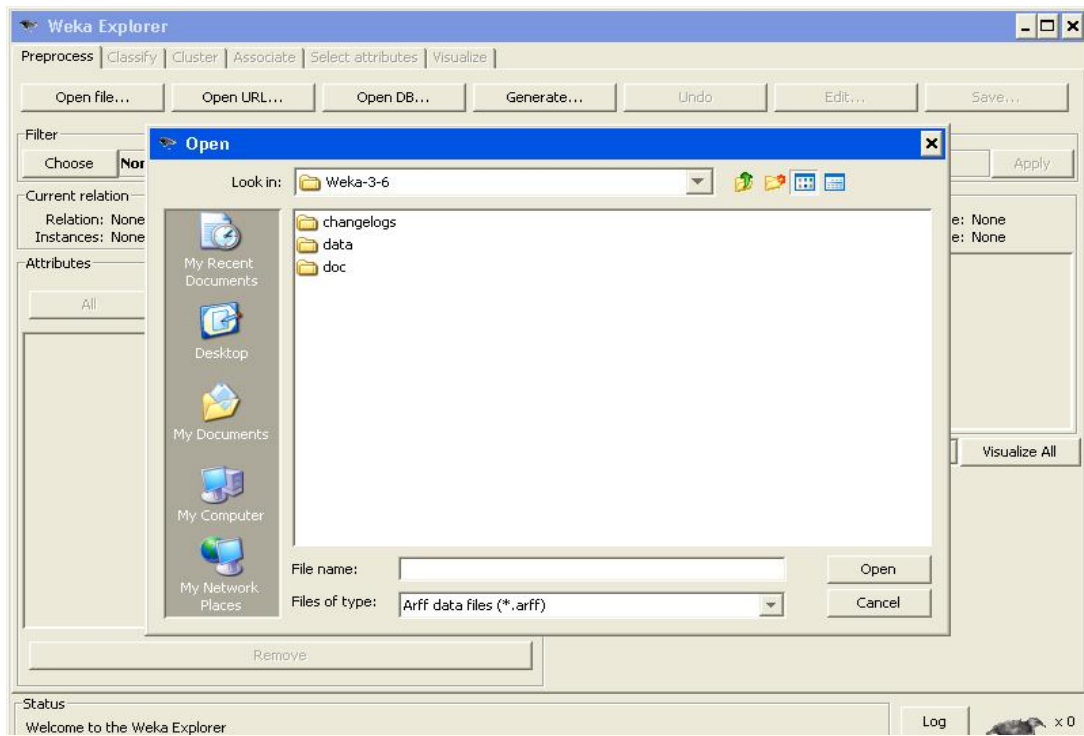 Weka Explorer
Preprocess Classify Cluster Associate Select attributes Visualize
Open file... Open URL... Open DB... Generate... Undo Edit... Save...
Filter
Choose Apply
Open
Look in: Weka-3-6
Current relation
Relation: None
Instances: None
e: None
e: None
Attributes
All
My Recent Documents
Desktop
My Documents
My Computer
My Network Places
changelogs
data
doc
File name: Open
Files of type: Arff data files (*.arff) Cancel
Visualize All
Remove
Status
Welcome to the Weka Explorer
Log x 0